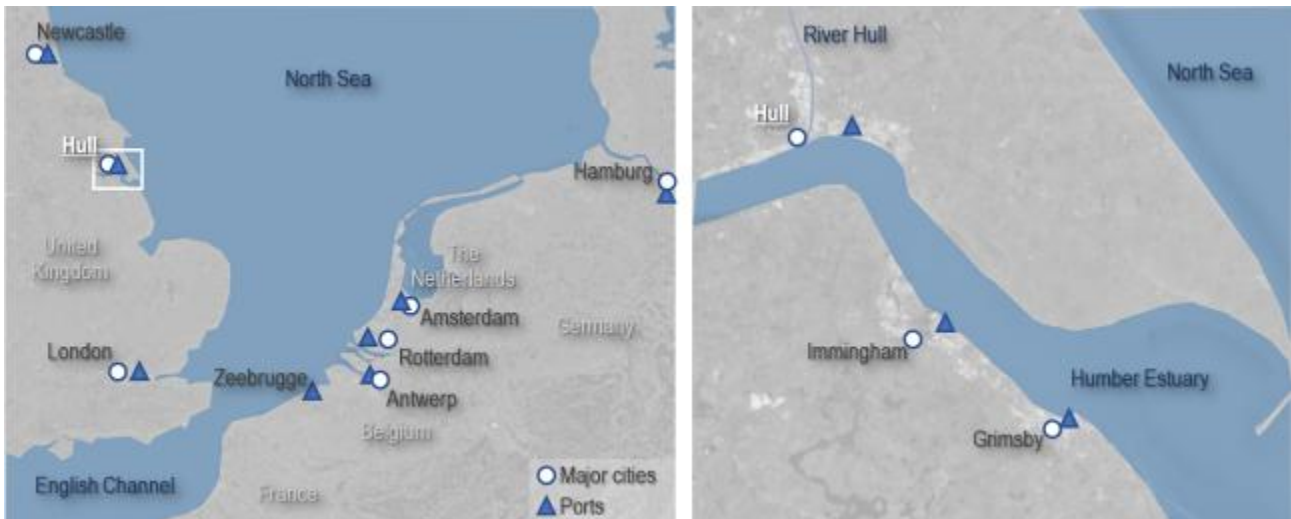 Newcastle
North Sea
Hull
Hamburg
United
Kingdom
The
Netherlands
Amsterdam
Germany
London
Rotterdam
Zeebrugge
Antwerp
Belgium
English Channel
France
Major cities
Ports
River Hull
North Sea
Hull
Immingham
Humber Estuary
Grimsby